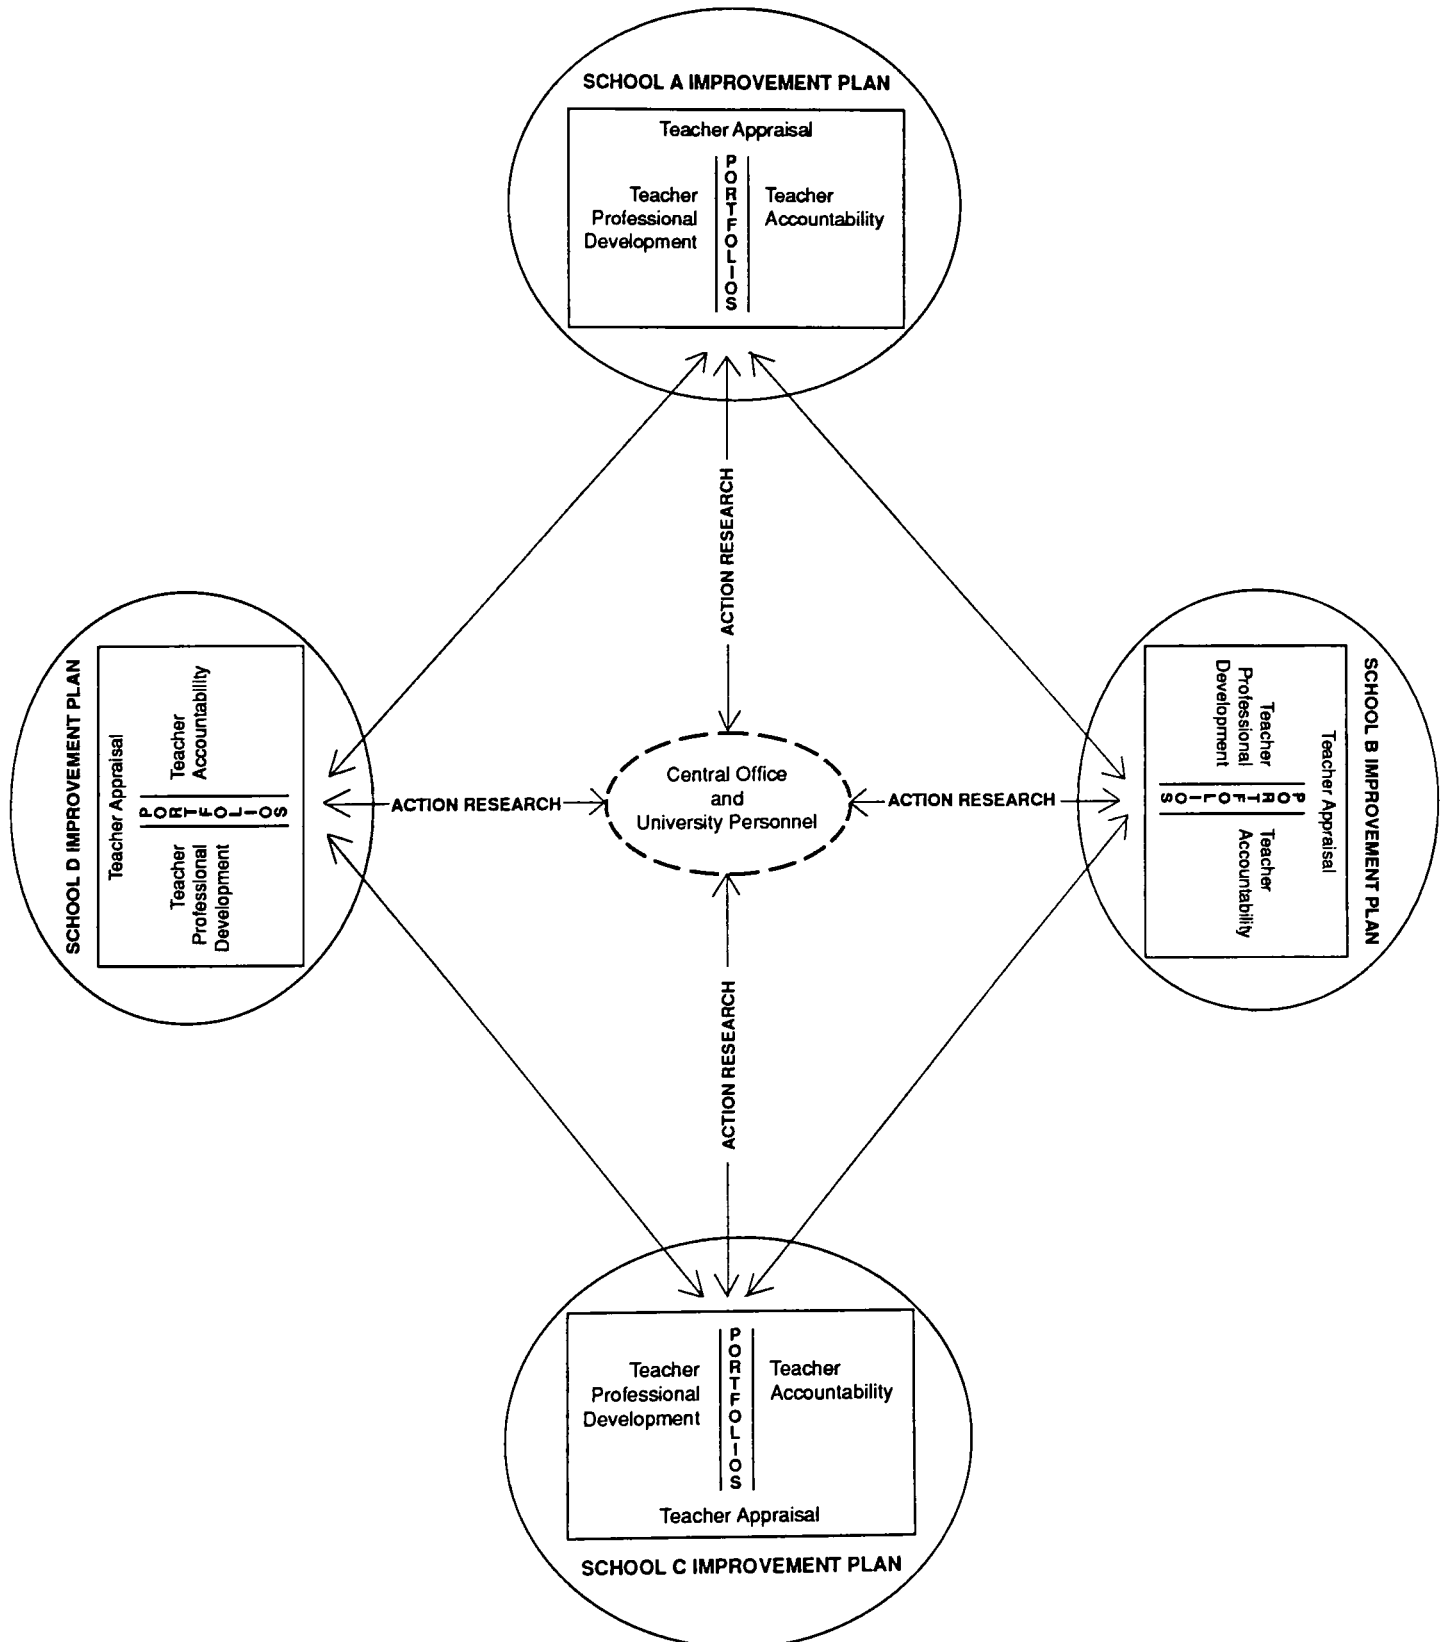 SCHOOL A IMPROVEMENT PLAN
Teacher Appraisal
Teacher
Professional
Development
PORTFOLIOS
Teacher
Accountability
ACTION RESEARCH
SCHOOL D IMPROVEMENT PLAN
Teacher Appraisal
Teacher
Accountability
PORTFOLIOS
Teacher
Professional
Development
ACTION RESEARCH
Central Office
and
University Personnel
ACTION RESEARCH
SCHOOL B IMPROVEMENT PLAN
Teacher Appraisal
Teacher
Professional
Development
PORTFOLIOS
Teacher
Accountability
ACTION RESEARCH
Teacher
Professional
Development
PORTFOLIOS
Teacher
Accountability
Teacher Appraisal
SCHOOL C IMPROVEMENT PLAN